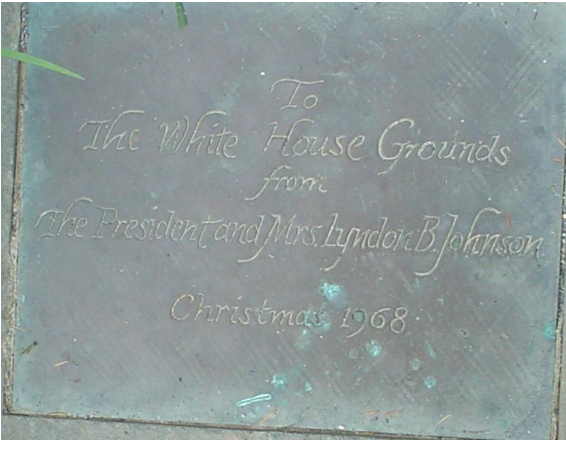 To
The White House Grounds
from
The President and Mrs. Lyndon B. Johnson
Christmas 1968